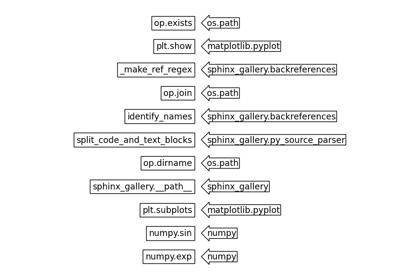 op.exists os.path
plt.show matplotlib.pyplot
_make_ref_regex sphinx_gallery.backreferences
op.join os.path
identify_names sphinx_gallery.backreferences
split_code_and_text_blocks sphinx_gallery.py_source_parser
op.dirname os.path
sphinx_gallery.__path__ sphinx_gallery
plt.subplots matplotlib.pyplot
numpy.sin numpy
numpy.exp numpy